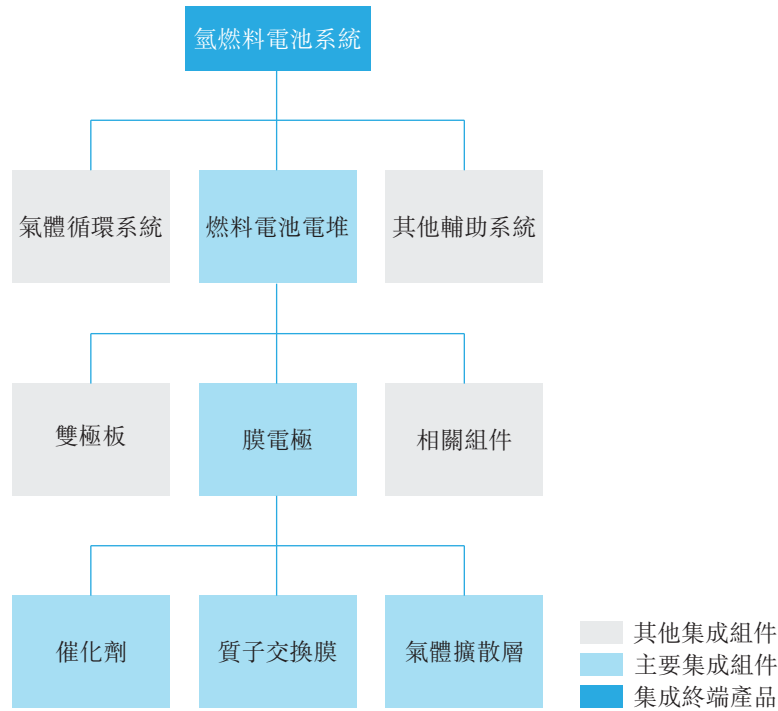 氫燃料電池系統
氣體循環系統
燃料電池電堆
其他輔助系統
雙極板
膜電極
相關組件
催化劑
質子交換膜
氣體擴散層
其他集成組件
主要集成組件
集成終端產品